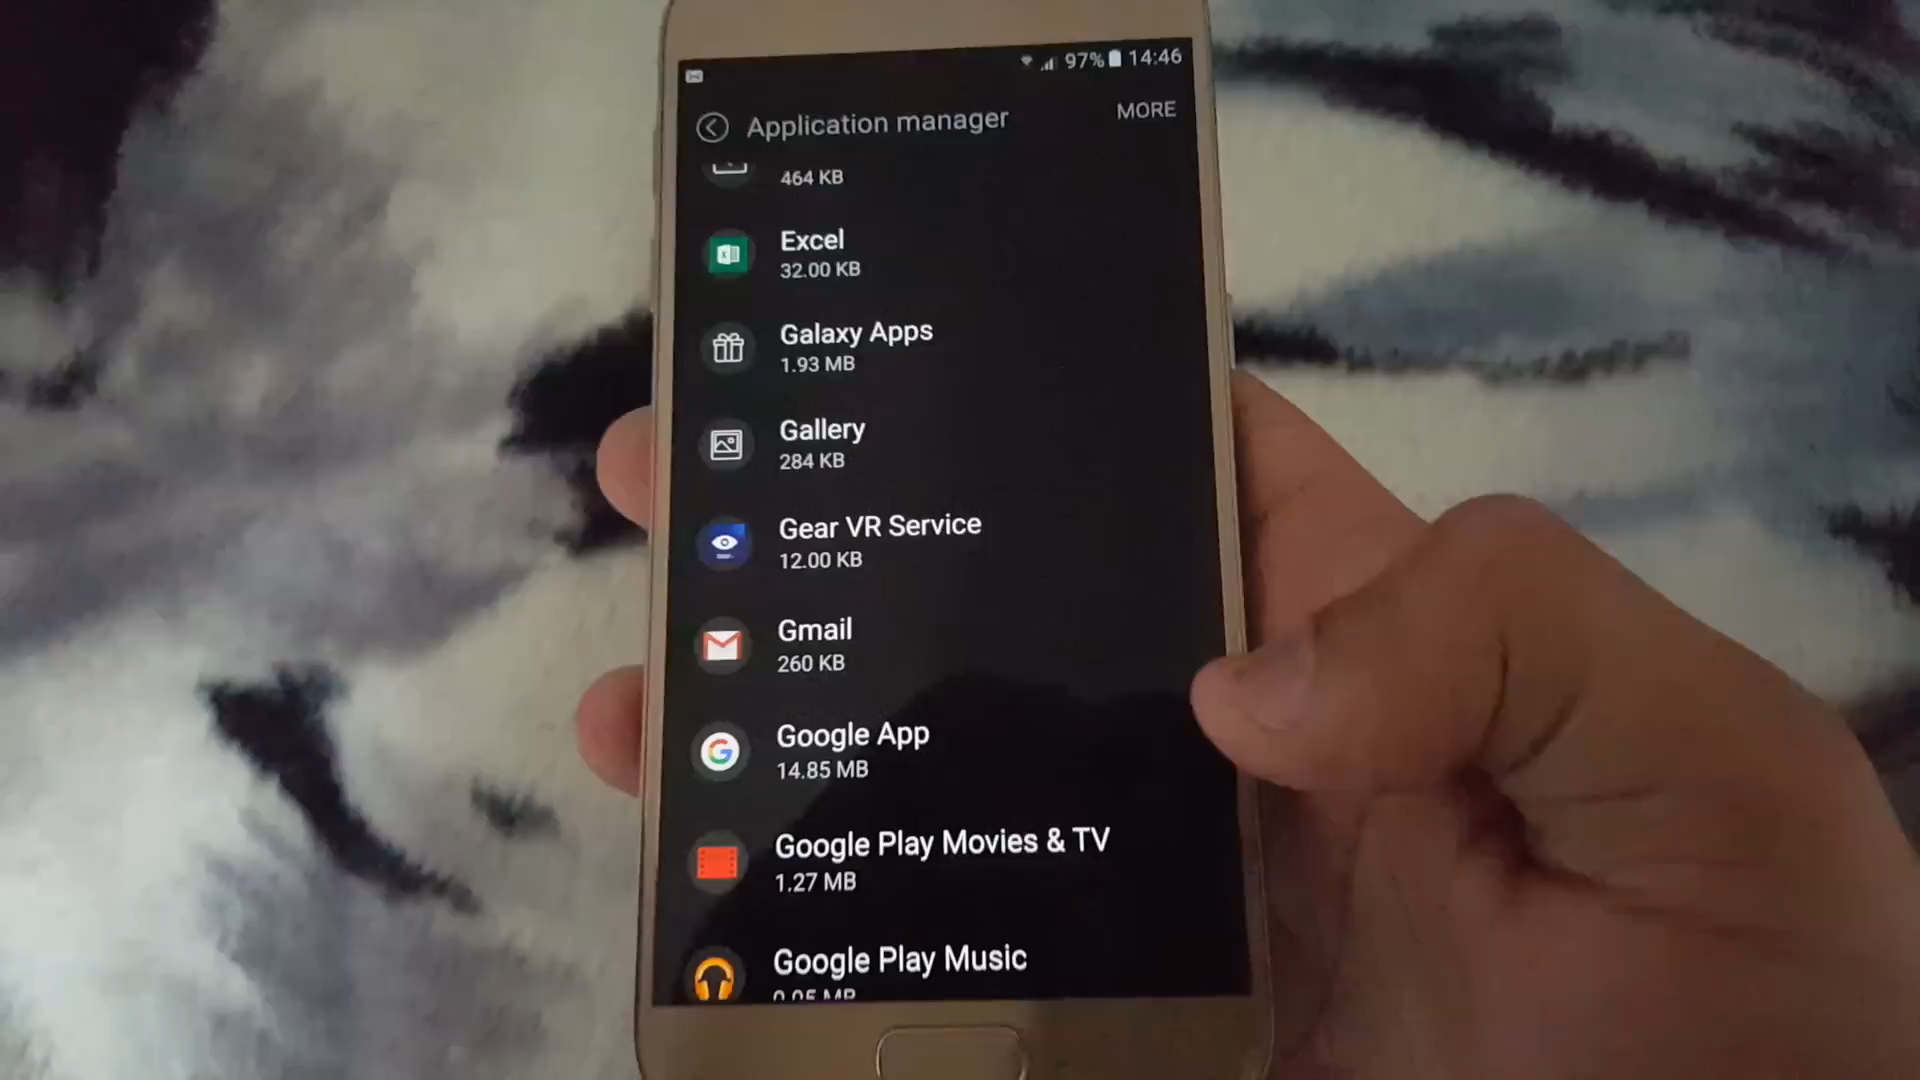 97% 14:46
Application manager
MORE
464 KB
Excel
32.00 KB
Galaxy Apps
1.93 MB
Gallery
284 KB
Gear VR Service
12.00 KB
Gmail
260 KB
Google App
14.85 MB
Google Play Movies & TV
1.27 MB
Google Play Music